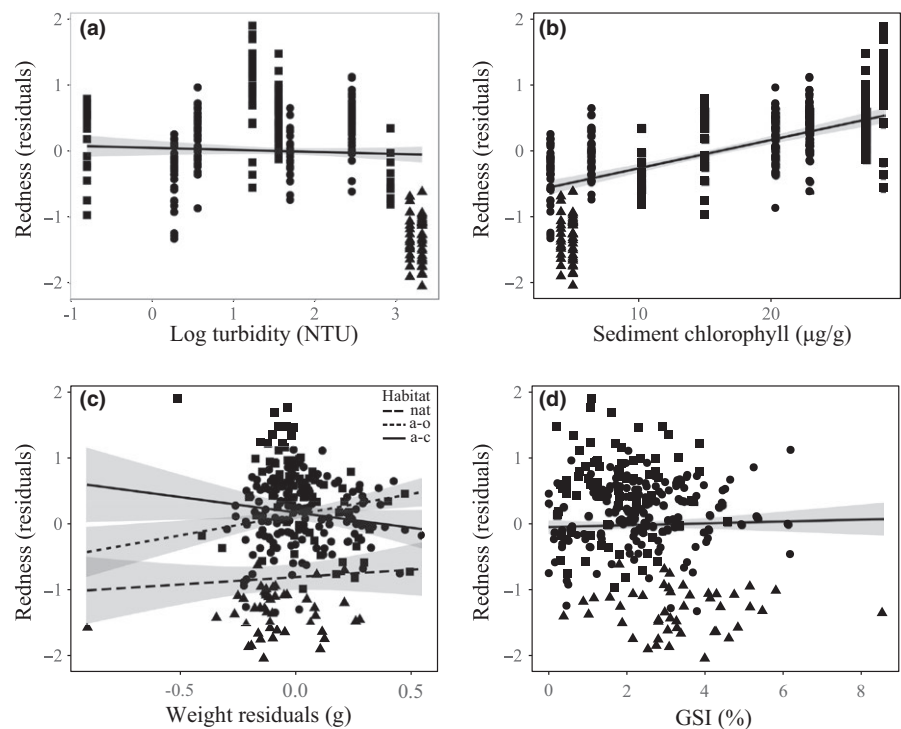 (a)
Redness (residuals)
2
1
0
−1
−2
-1
0
1
2
3
Log turbidity (NTU)
(b)
Redness (residuals)
2
1
0
−1
−2
10
20
Sediment chlorophyll (μg/g)
(c)
Redness (residuals)
2
1
0
−1
−2
-0.5
0.0
0.5
Weight residuals (g)
Habitat
nat
a-o
a-c
(d)
Redness (residuals)
2
1
0
−1
−2
0
2
4
6
8
GSI (%)